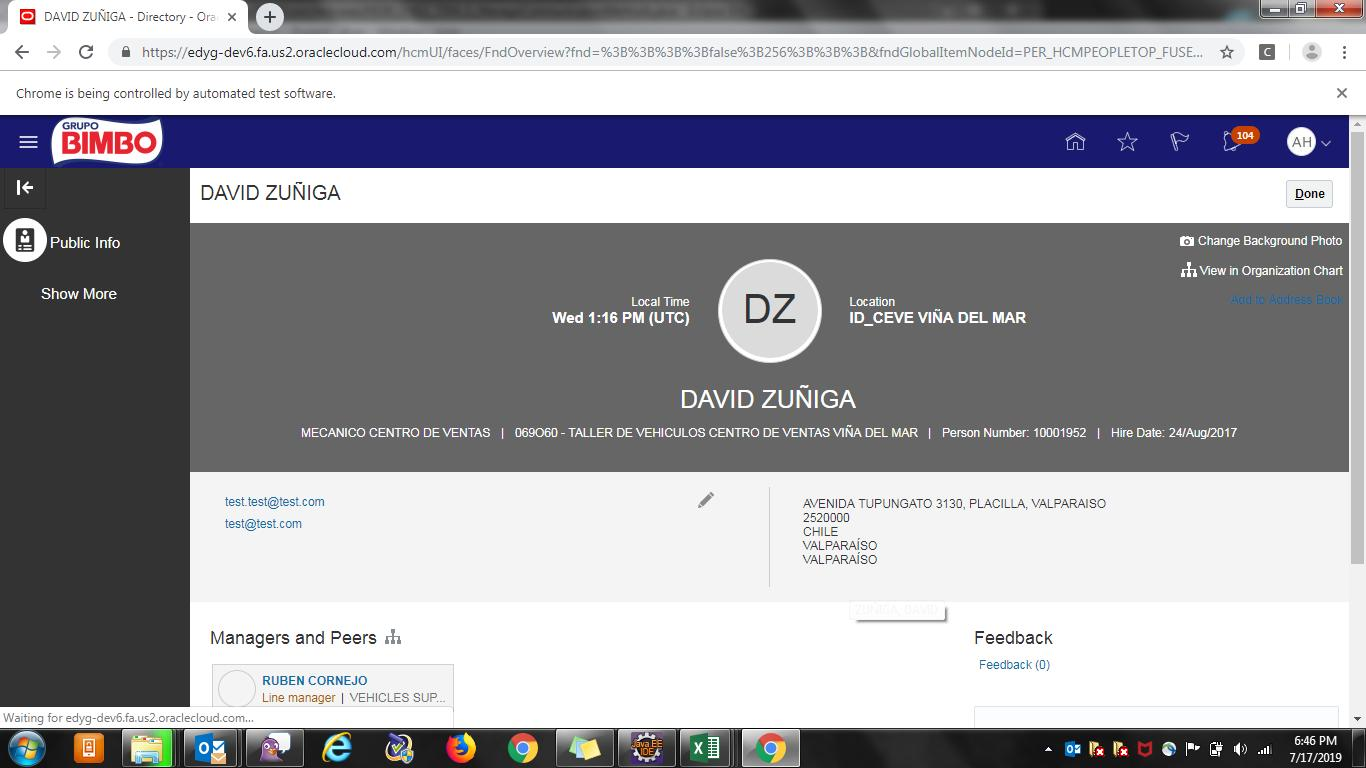 DAVID ZUÑIGA - Directory - Ora
https://edyg-dev6.fa.us2.oraclecloud.com/hcmUI/faces/FndOverview?fnd=%3B%3B%3B%3Bfalse%3B256%3B%3B%3B&fndGlobalItemNodeId=PER_HCMPEOPLETOP_FUSE...
C
Chrome is being controlled by automated test software.
GRUPO
BIMBO
104
AH
DAVID ZUÑIGA
Done
Public Info
Show More
Change Background Photo
View in Organization Chart
Add to Address Book
Local Time
Wed 1:16 PM (UTC)
DZ
Location
ID_CEVE VIÑA DEL MAR
DAVID ZUÑIGA
MECANICO CENTRO DE VENTAS | 069O60 - TALLER DE VEHICULOS CENTRO DE VENTAS VIÑA DEL MAR | Person Number: 10001952 | Hire Date: 24/Aug/2017
test.test@test.com
test@test.com
AVENIDA TUPUNGATO 3130, PLACILLA, VALPARAISO
2520000
CHILE
VALPARAÍSO
VALPARAÍSO
ZUÑIGA, DAVID
Managers and Peers
RUBEN CORNEJO
Line manager | VEHICLES SUP...
Feedback
Feedback (0)
Waiting for edyg-dev6.fa.us2.oraclecloud.com...
Java EE
IDE
6:46 PM
7/17/2019